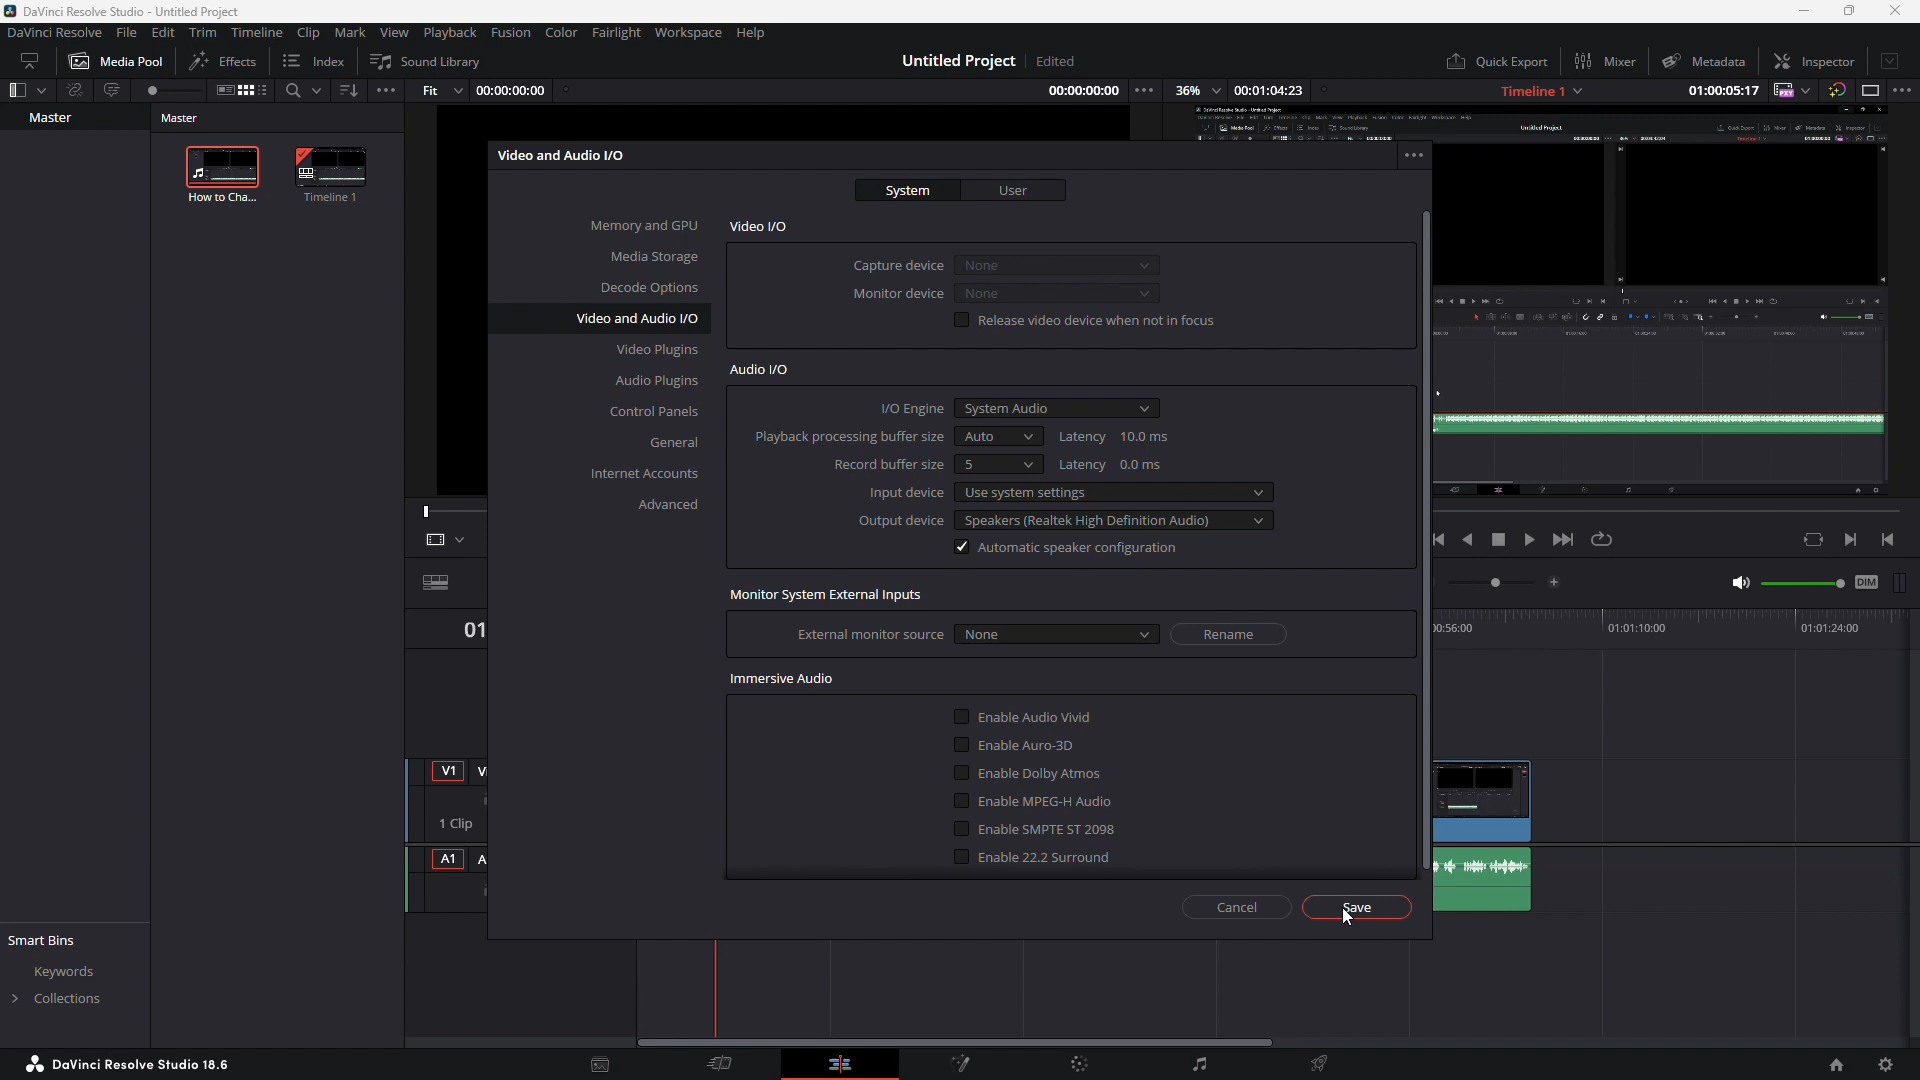 DaVinci Resolve Studio - Untitled Project
DaVinci Resolve File Edit Trim Timeline Clip Mark View Playback Fusion Color Fairlight Workspace Help
Media Pool Effects Index Sound Library Untitled Project Edited Quick Export Mixer Metadata Inspector
Fit 00:00:00:00 00:00:00:00 36% 00:01:04:23 Timeline 1 01:00:05:17
Master
Master
How to Cha...
Timeline 1
Video and Audio I/O
System User
Memory and GPU
Media Storage
Decode Options
Video and Audio I/O
Video Plugins
Audio Plugins
Control Panels
General
Internet Accounts
Advanced
Video I/O
Capture device None
Monitor device None
Release video device when not in focus
Audio I/O
I/O Engine System Audio
Playback processing buffer size Auto Latency 10.0 ms
Record buffer size 5 Latency 0.0 ms
Input device Use system settings
Output device Speakers (Realtek High Definition Audio)
Automatic speaker configuration
Monitor System External Inputs
External monitor source None Rename
Immersive Audio
Enable Audio Vivid
Enable Auro-3D
Enable Dolby Atmos
Enable MPEG-H Audio
Enable SMPTE ST 2098
Enable 22.2 Surround
Cancel Save
DIM
01
01:01:10:00 01:01:24:00
V1
1 Clip
A1 A
Smart Bins
Keywords
Collections
DaVinci Resolve Studio 18.6